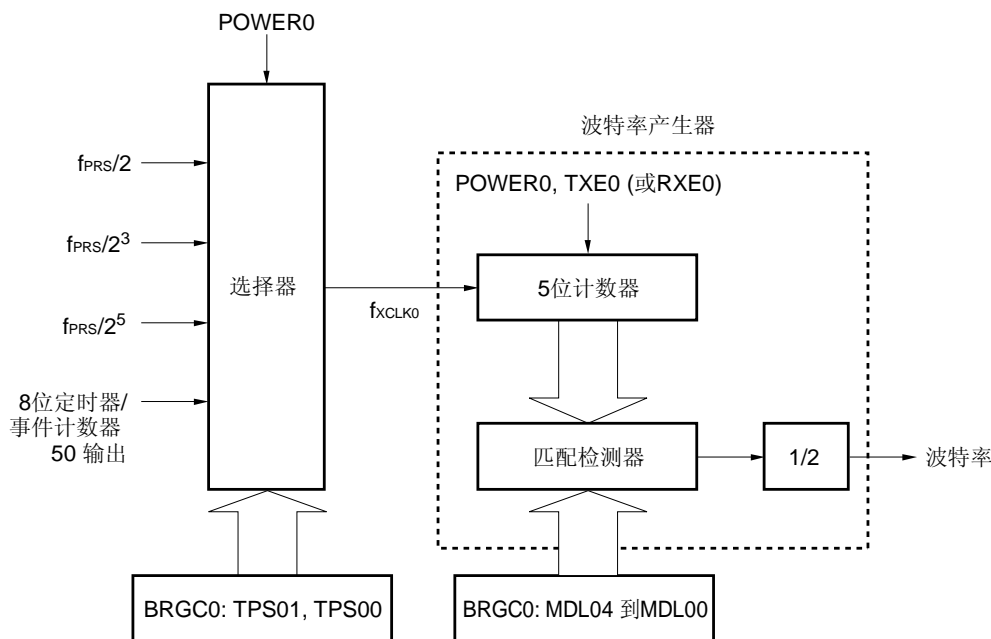 POWER0
波特率产生器
fPRS/2
POWER0, TXE0 (或RXE0)
fPRS/2³
选择器
5位计数器
fXCLK0
fPRS/2⁵
8位定时器/
事件计数器
50 输出
匹配检测器
1/2
波特率
BRGC0: TPS01, TPS00
BRGC0: MDL04 到MDL00